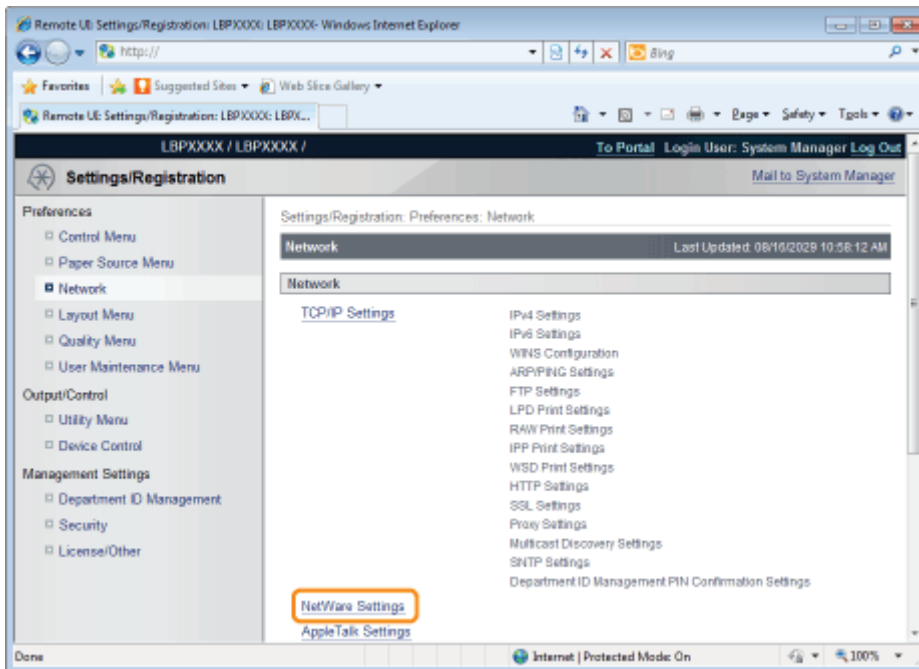 Remote UI: Settings/Registration: LBPXXXX: LBPXXXX- Windows Internet Explorer
http://
Bing
Favorites Suggested Sites Web Slice Gallery
Remote UI: Settings/Registration: LBPXXXX: LBPX... Page Safety Tools
LBPXXXX / LBPXXXX / To Portal Login User: System Manager Log Out
Settings/Registration Mail to System Manager
Preferences
Control Menu
Paper Source Menu
Network
Layout Menu
Quality Menu
User Maintenance Menu
Output/Control
Utility Menu
Device Control
Management Settings
Department ID Management
Security
License/Other
Settings/Registration: Preferences: Network
Network Last Updated: 08/16/2029 10:58:12 AM
Network
TCP/IP Settings
IPv4 Settings
IPv6 Settings
WINS Configuration
ARP/PING Settings
FTP Settings
LPD Print Settings
RAW Print Settings
IPP Print Settings
WSD Print Settings
HTTP Settings
SSL Settings
Proxy Settings
Multicast Discovery Settings
SNTP Settings
Department ID Management PIN Confirmation Settings
NetWare Settings
AppleTalk Settings
Done Internet | Protected Mode: On 100%